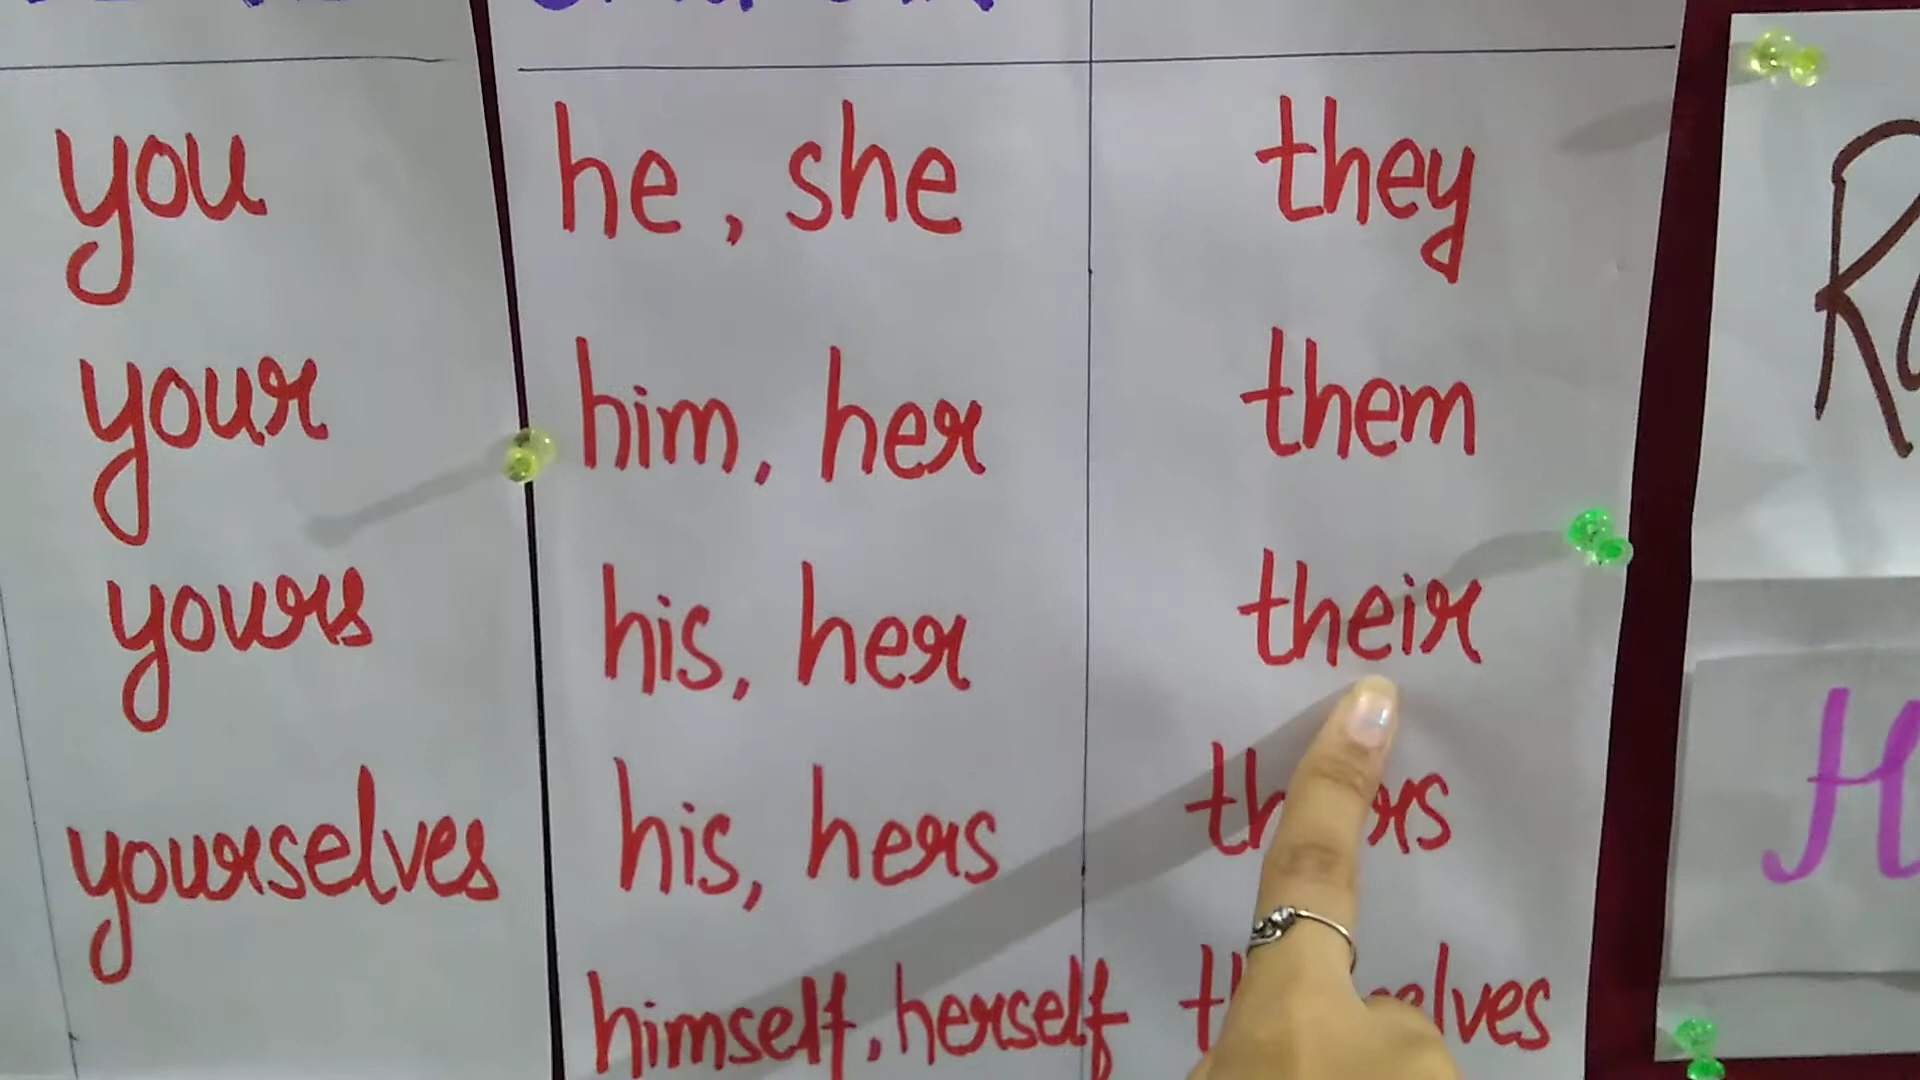 you he, she they
your him, her them
yours his, her their
yourselves his, hers
himself, herself